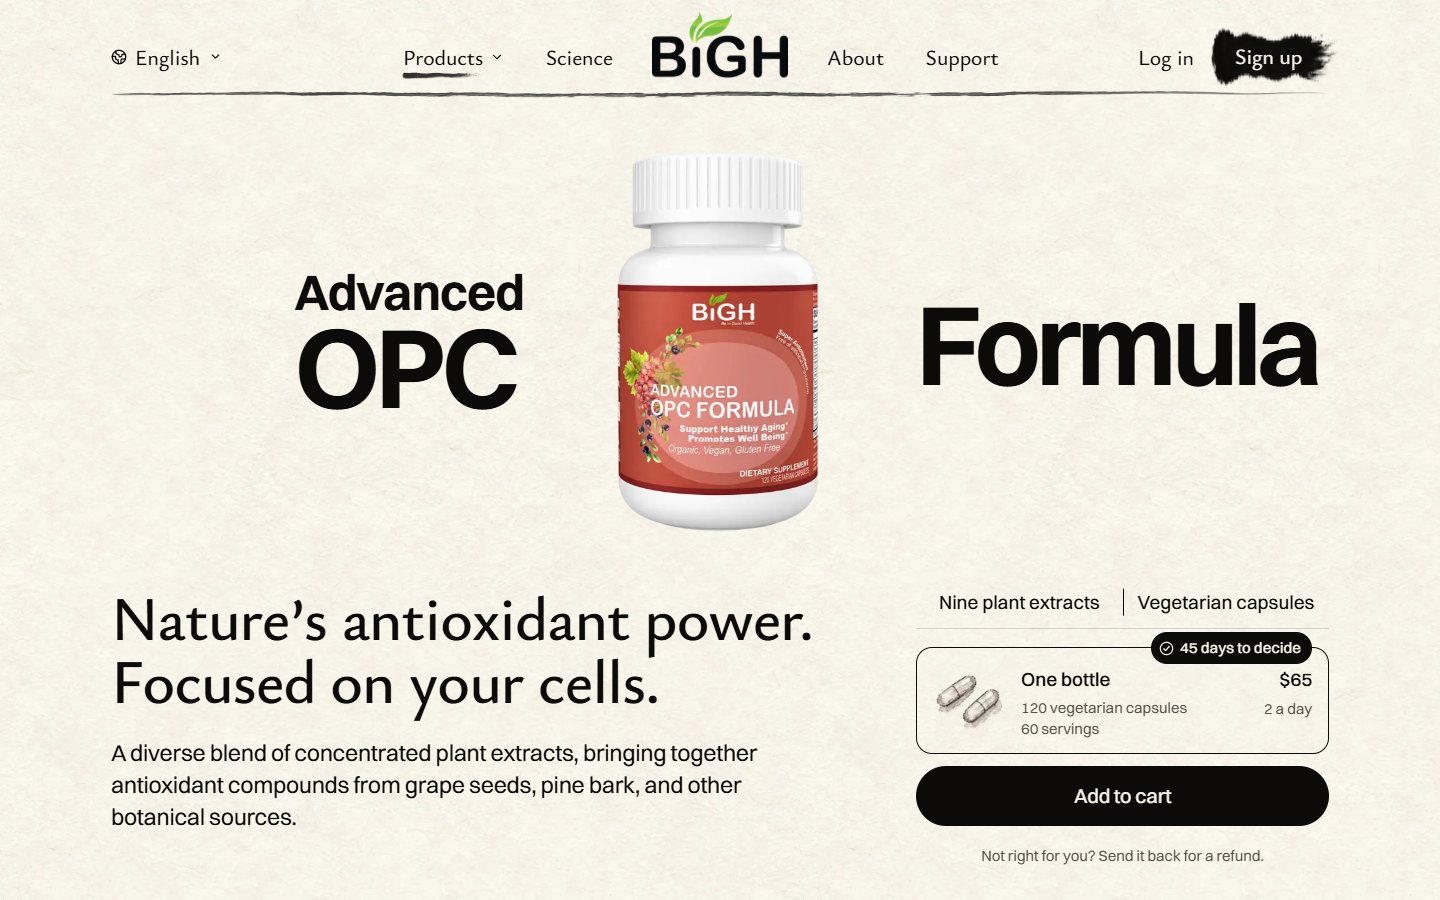 English
Products
Science
BiGH
About
Support
Log in
Sign up
Advanced
OPC
Formula
BiGH
ADVANCED
OPC FORMULA
Support Healthy Aging*
Promotes Well Being*
Organic, Vegan, Gluten Free
DIETARY SUPPLEMENT
120 VEGETARIAN CAPSULES
Nature’s antioxidant power.
Focused on your cells.
A diverse blend of concentrated plant extracts, bringing together
antioxidant compounds from grape seeds, pine bark, and other
botanical sources.
Nine plant extracts
Vegetarian capsules
45 days to decide
One bottle
$65
120 vegetarian capsules
2 a day
60 servings
Add to cart
Not right for you? Send it back for a refund.